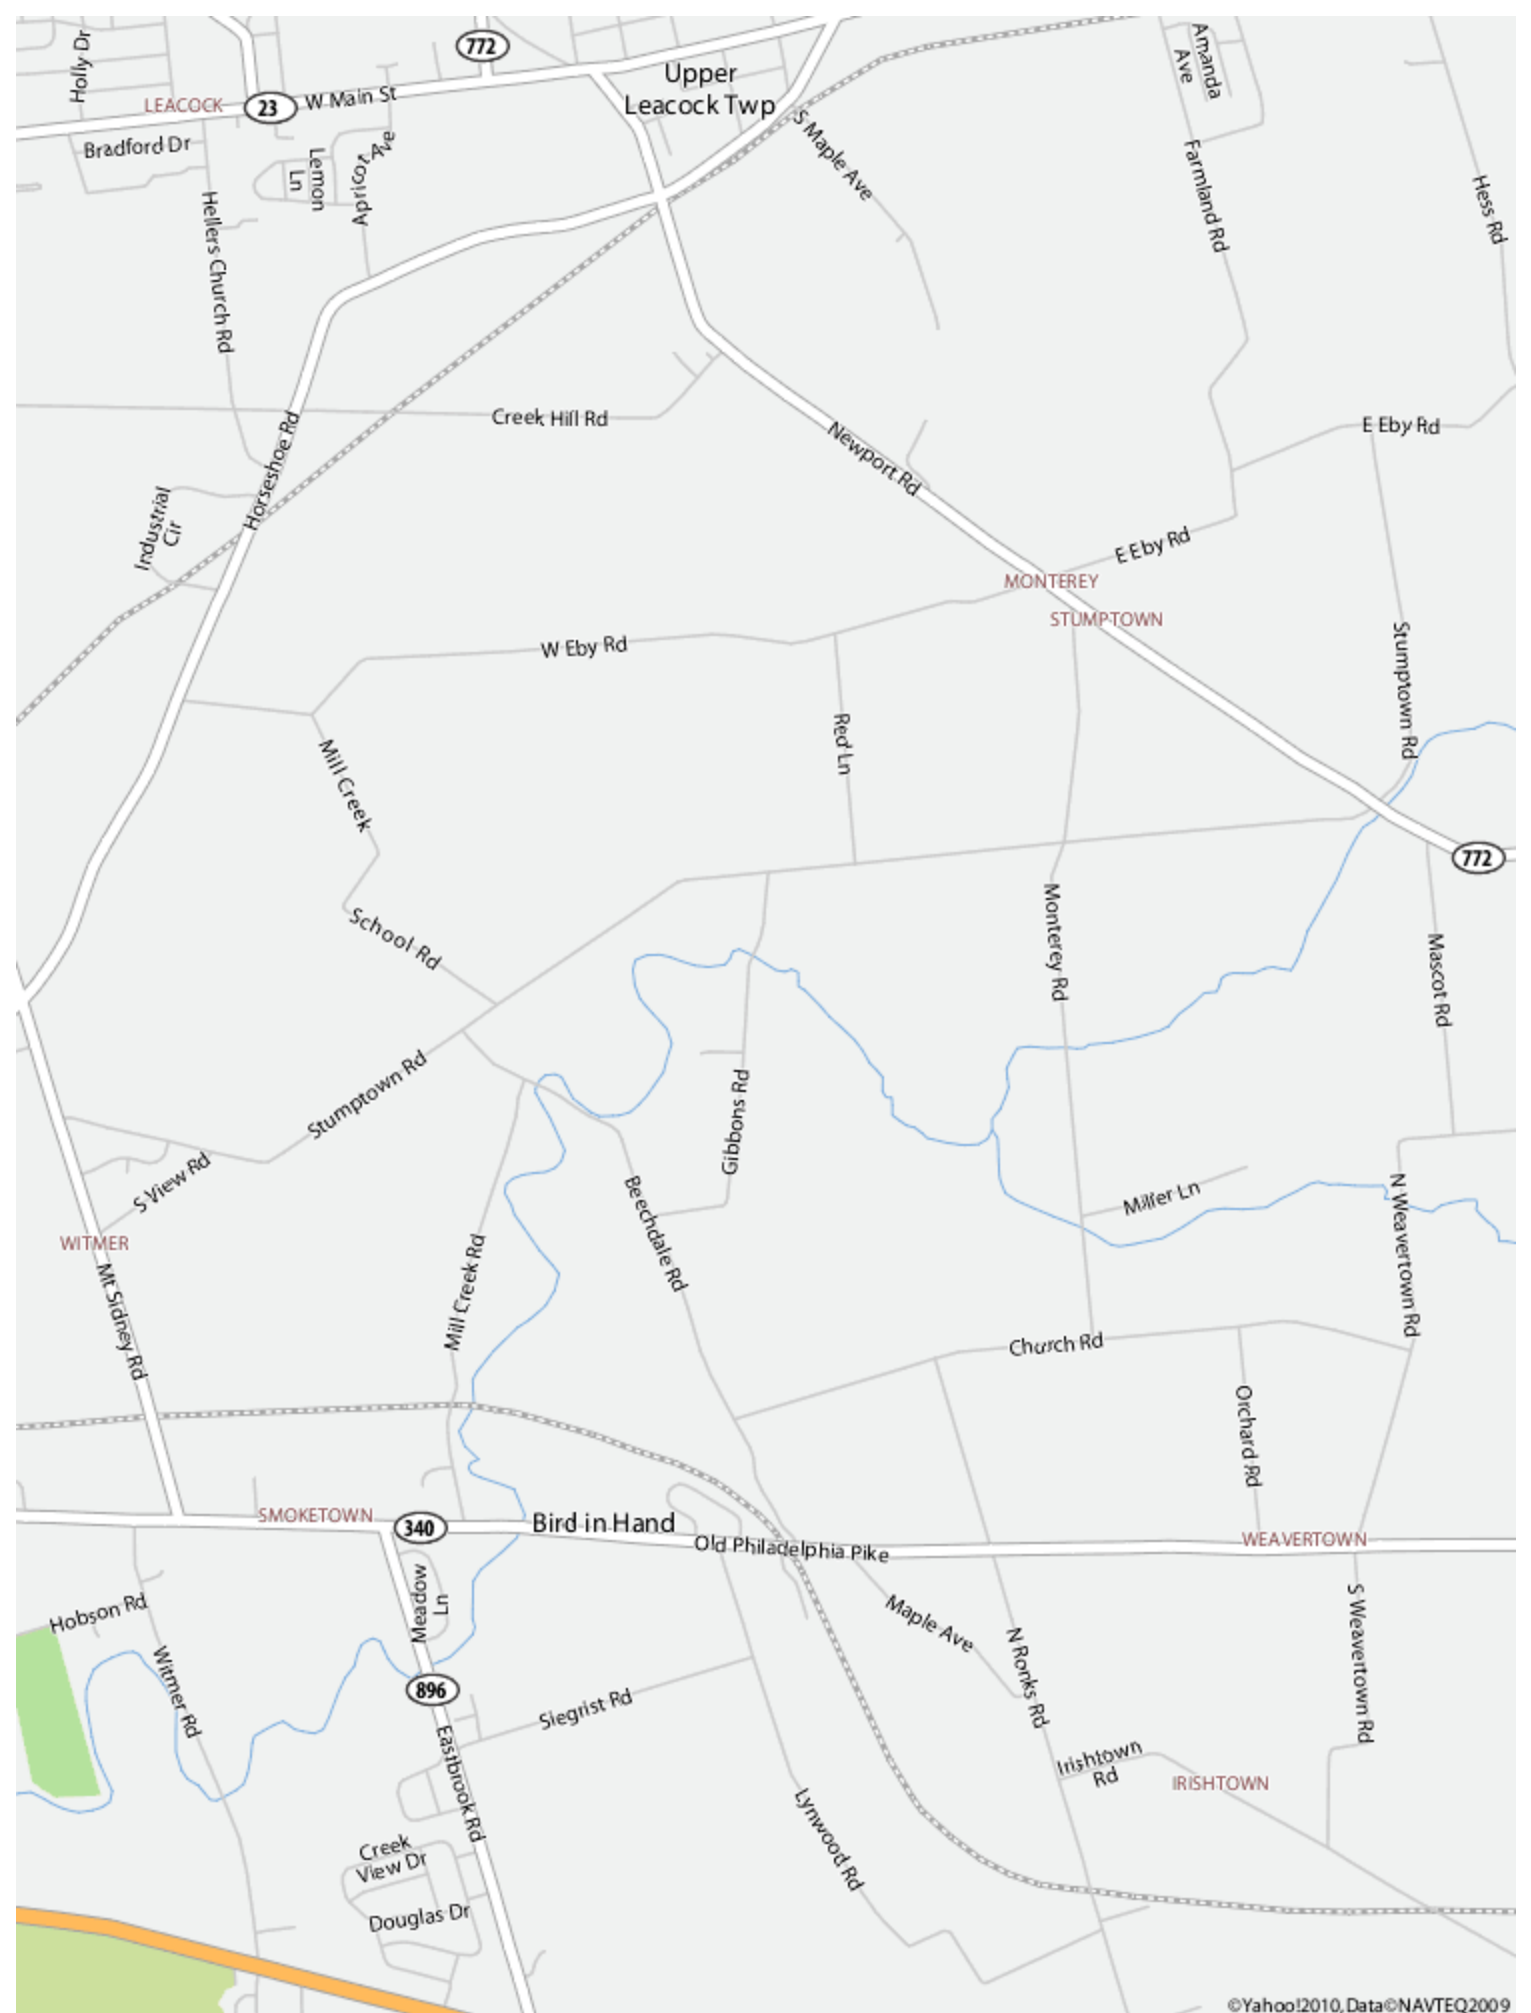 Holly Dr
772
Upper
Leacock Twp
Amanda
Ave
LEACOCK
23
W Main St
Bradford Dr
Lemon
Ln
Apricot Ave
S Maple Ave
Farmland Rd
Hess Rd
Hellers Church Rd
Creek Hill Rd
Horseshoe Rd
Newport Rd
E Eby Rd
Industrial
Cir
E Eby Rd
MONTEREY
STUMPTOWN
W Eby Rd
Stumptown Rd
Red Ln
Mill Creek
772
School Rd
Monterey Rd
Mascot Rd
Stumptown Rd
Gibbons Rd
S View Rd
Beechdale Rd
Miller Ln
N Weavertown Rd
WITMER
Mt Sidney Rd
Mill Creek Rd
Church Rd
Orchard Rd
SMOKETOWN
340
Bird in Hand
Old Philadelphia Pike
WEAVERTOWN
Meadow
Ln
Hobson Rd
Maple Ave
S Weavertown Rd
Witmer Rd
N Ronks Rd
896
Siegrist Rd
Eastbrook Rd
Irishtown
Rd
IRISHTOWN
Lynwood Rd
Creek
View Dr
Douglas Dr
©Yahoo!2010, Data©NAVTEQ2009